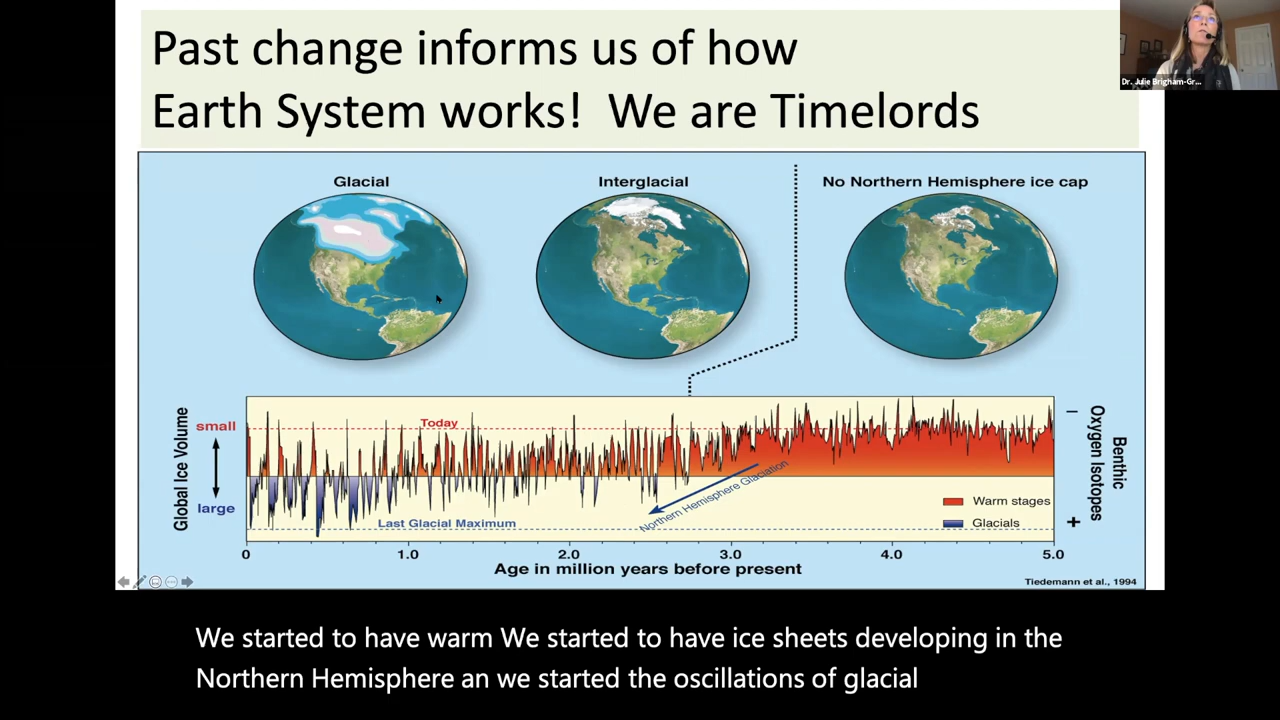 Past change informs us of how
Earth System works!  We are Timelords
Dr. Julie Brigham-Gr...
Glacial
Interglacial
No Northern Hemisphere ice cap
Global Ice Volume
small
large
Today
Last Glacial Maximum
Northern Hemisphere Glaciation
Warm stages
Glacials
−
+
Benthic
Oxygen Isotopes
0 1.0 2.0 3.0 4.0 5.0
Age in million years before present
Tiedemann et al., 1994
We started to have warm We started to have ice sheets developing in the
Northern Hemisphere an we started the oscillations of glacial